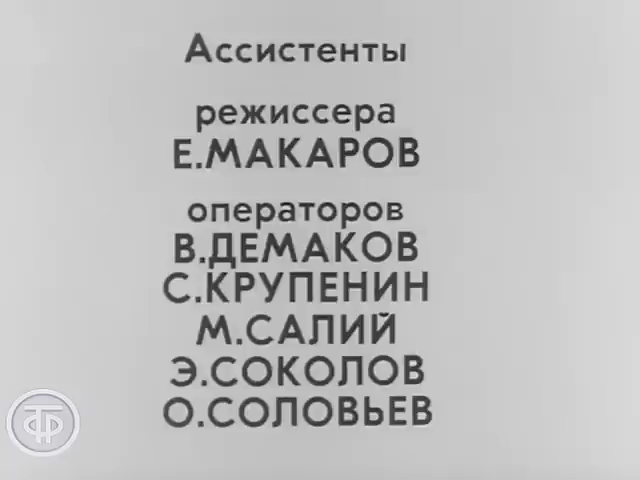 Ассистенты
режиссера
Е.МАКАРОВ
операторов
В.ДЕМАКОВ
С.КРУПЕНИН
М.САЛИЙ
Э.СОКОЛОВ
О.СОЛОВЬЕВ